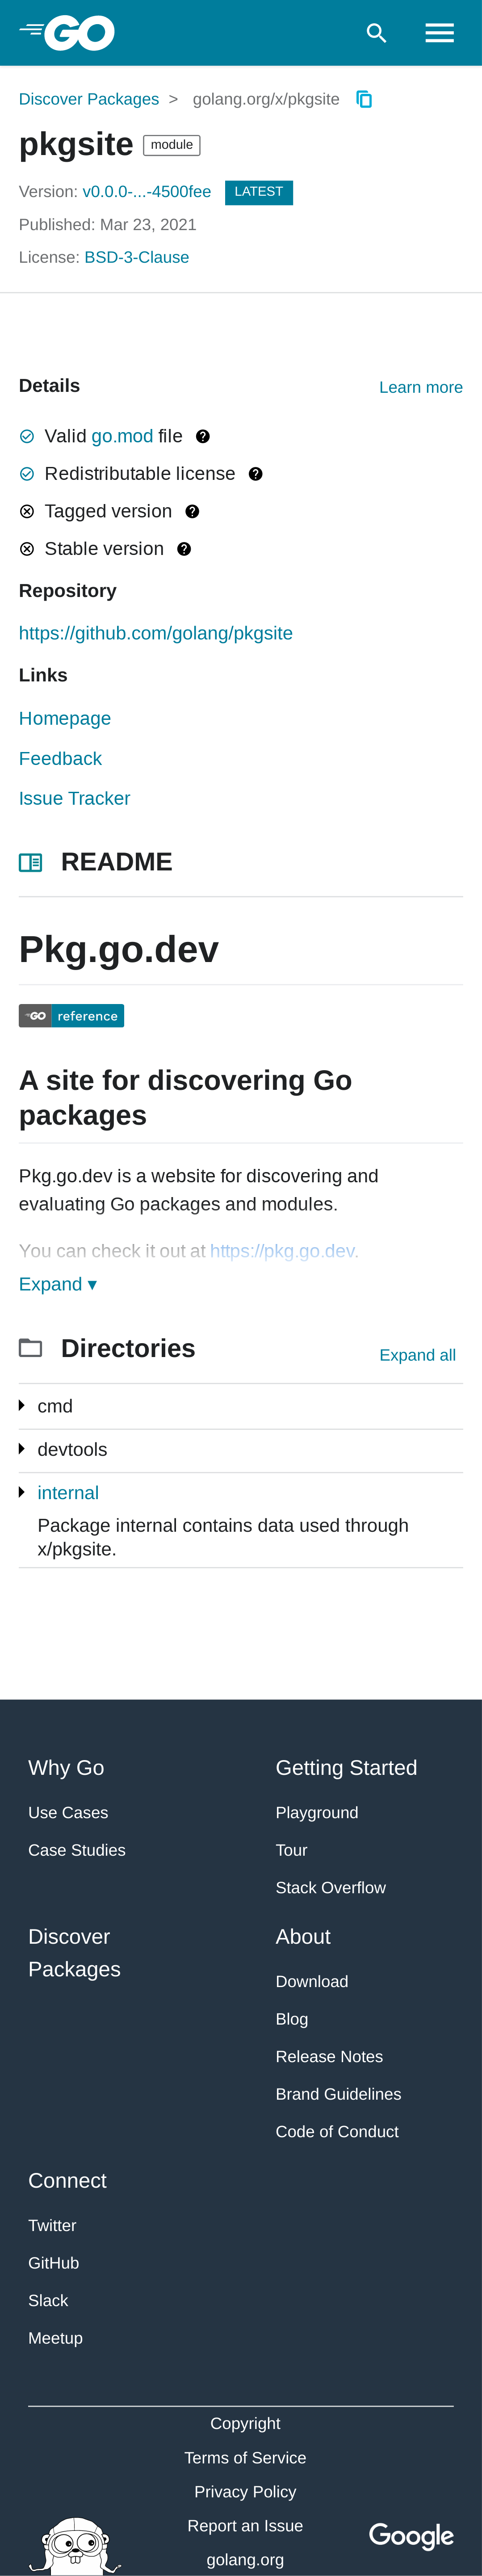 GO
Discover Packages > golang.org/x/pkgsite
pkgsite module
Version: v0.0.0-...-4500fee LATEST
Published: Mar 23, 2021
License: BSD-3-Clause
Details Learn more
Valid go.mod file
Redistributable license
Tagged version
Stable version
Repository
https://github.com/golang/pkgsite
Links
Homepage
Feedback
Issue Tracker
README
Pkg.go.dev
GO reference
A site for discovering Go
packages
Pkg.go.dev is a website for discovering and
evaluating Go packages and modules.
You can check it out at https://pkg.go.dev.
Expand ▾
Directories Expand all
cmd
devtools
internal
Package internal contains data used through
x/pkgsite.
Why Go
Use Cases
Case Studies
Getting Started
Playground
Tour
Stack Overflow
Discover
Packages
About
Download
Blog
Release Notes
Brand Guidelines
Code of Conduct
Connect
Twitter
GitHub
Slack
Meetup
Copyright
Terms of Service
Privacy Policy
Report an Issue
golang.org
Google